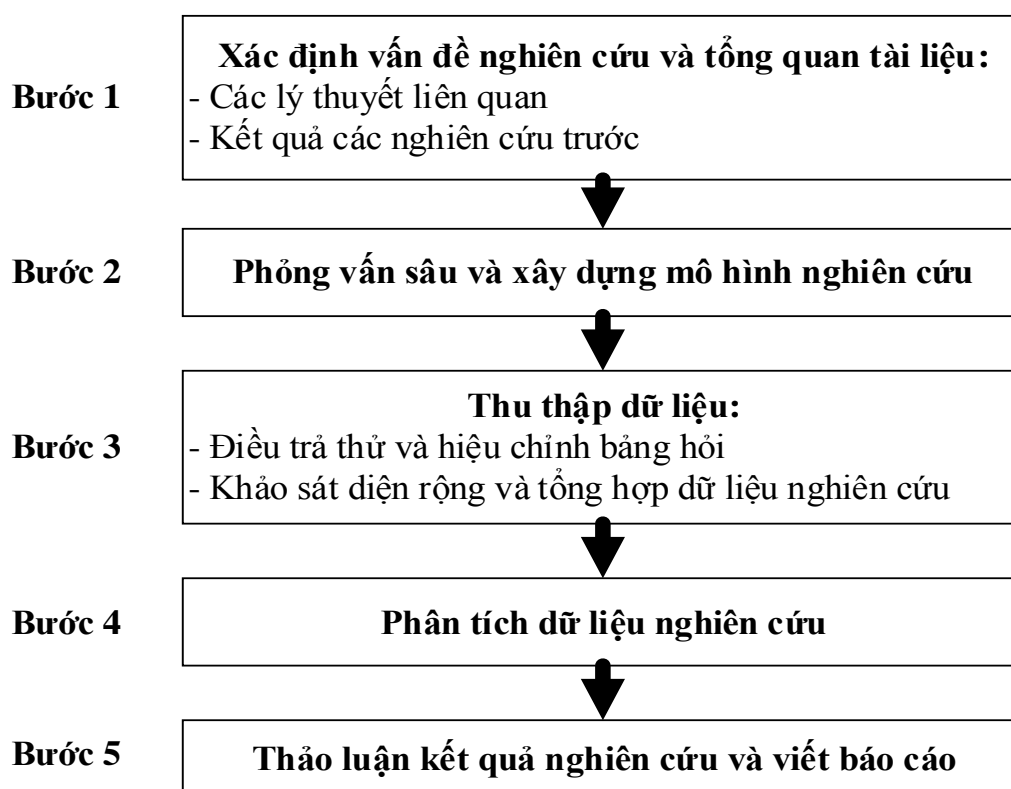 Xác định vấn đề nghiên cứu và tổng quan tài liệu:
Bước 1
- Các lý thuyết liên quan
- Kết quả các nghiên cứu trước
Bước 2
Phỏng vấn sâu và xây dựng mô hình nghiên cứu
Thu thập dữ liệu:
Bước 3
- Điều trả thử và hiệu chỉnh bảng hỏi
- Khảo sát diện rộng và tổng hợp dữ liệu nghiên cứu
Bước 4
Phân tích dữ liệu nghiên cứu
Bước 5
Thảo luận kết quả nghiên cứu và viết báo cáo